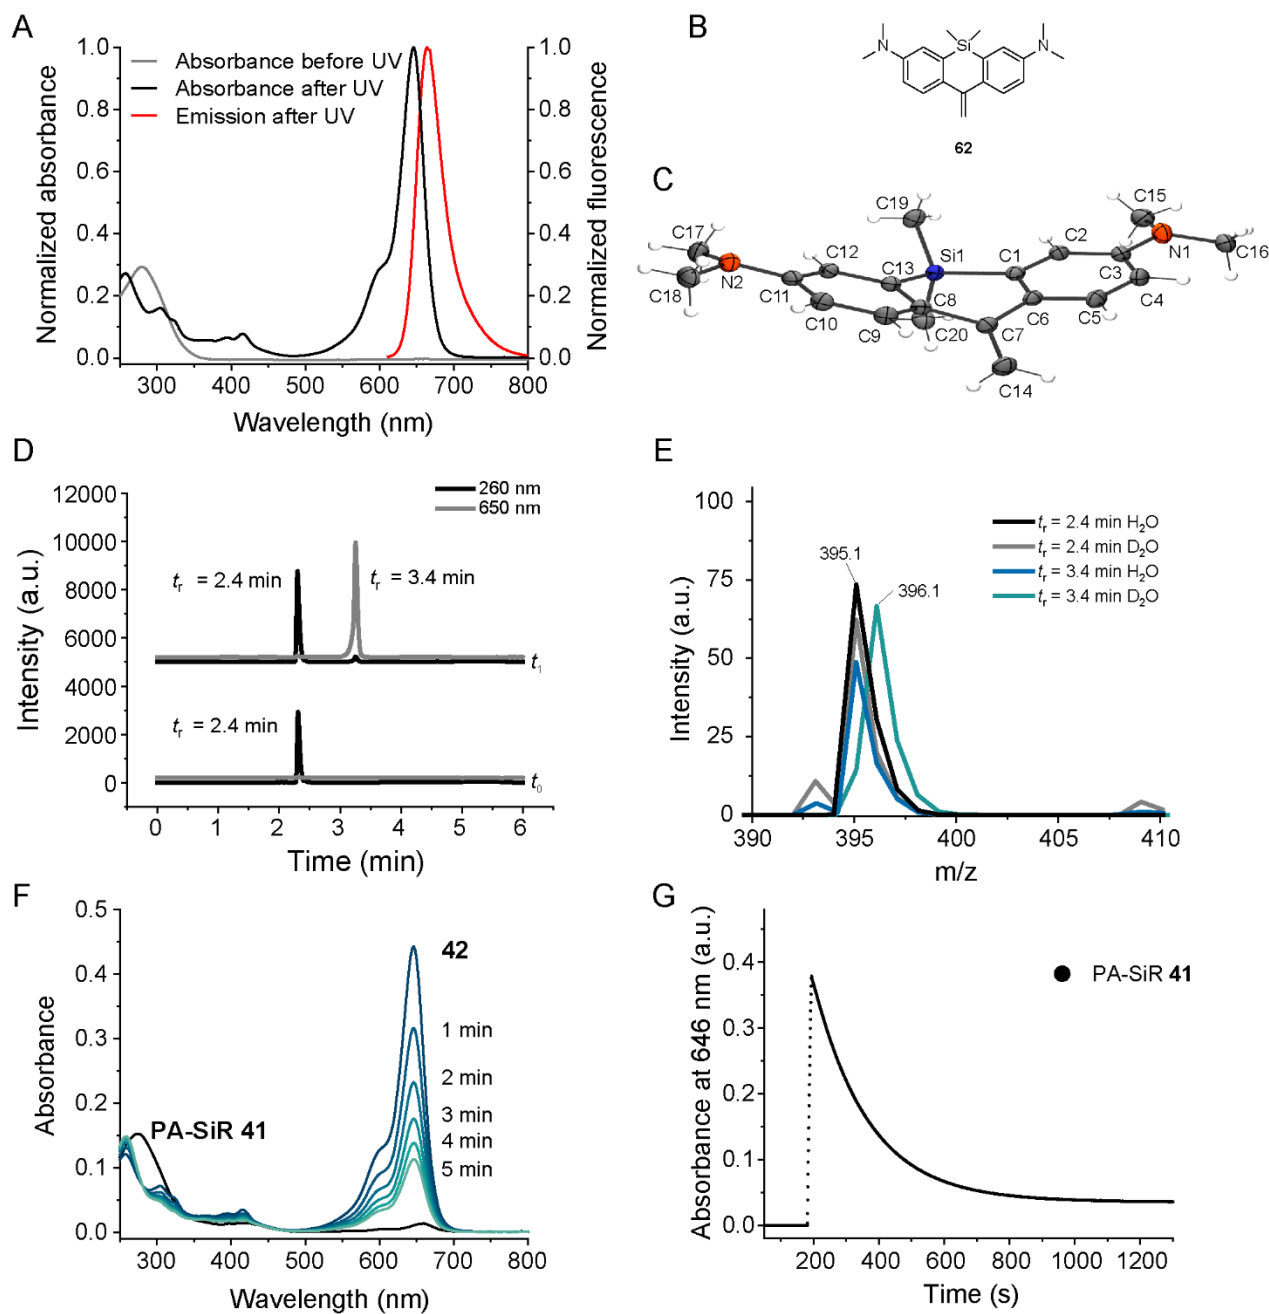 A
Normalized absorbance
1.0
0.8
0.6
0.4
0.2
0.0
Absorbance before UV
Absorbance after UV
Emission after UV
1.0
0.8
0.6
0.4
0.2
0.0
Normalized fluorescence
300 400 500 600 700 800
Wavelength (nm)
B
N Si N
62
C
C19
C15
C17
C12
Si1
C2
N1
C16
N2
C13
C1
C3
C18
C11
C8
C4
C10
C6
C5
C9
C20
C7
C14
D
Intensity (a.u.)
12000
10000
8000
6000
4000
2000
0
260 nm
650 nm
tr = 2.4 min
tr = 3.4 min
t1
tr = 2.4 min
t0
0 1 2 3 4 5 6
Time (min)
E
Intensity (a.u.)
100
75
50
25
0
tr = 2.4 min H2O
tr = 2.4 min D2O
tr = 3.4 min H2O
tr = 3.4 min D2O
395.1
396.1
390 395 400 405 410
m/z
F
Absorbance
0.5
0.4
0.3
0.2
0.1
0.0
42
1 min
2 min
3 min
4 min
5 min
PA-SiR 41
300 400 500 600 700 800
Wavelength (nm)
G
Absorbance at 646 nm (a.u.)
0.4
0.3
0.2
0.1
0.0
PA-SiR 41
200 400 600 800 1000 1200
Time (s)